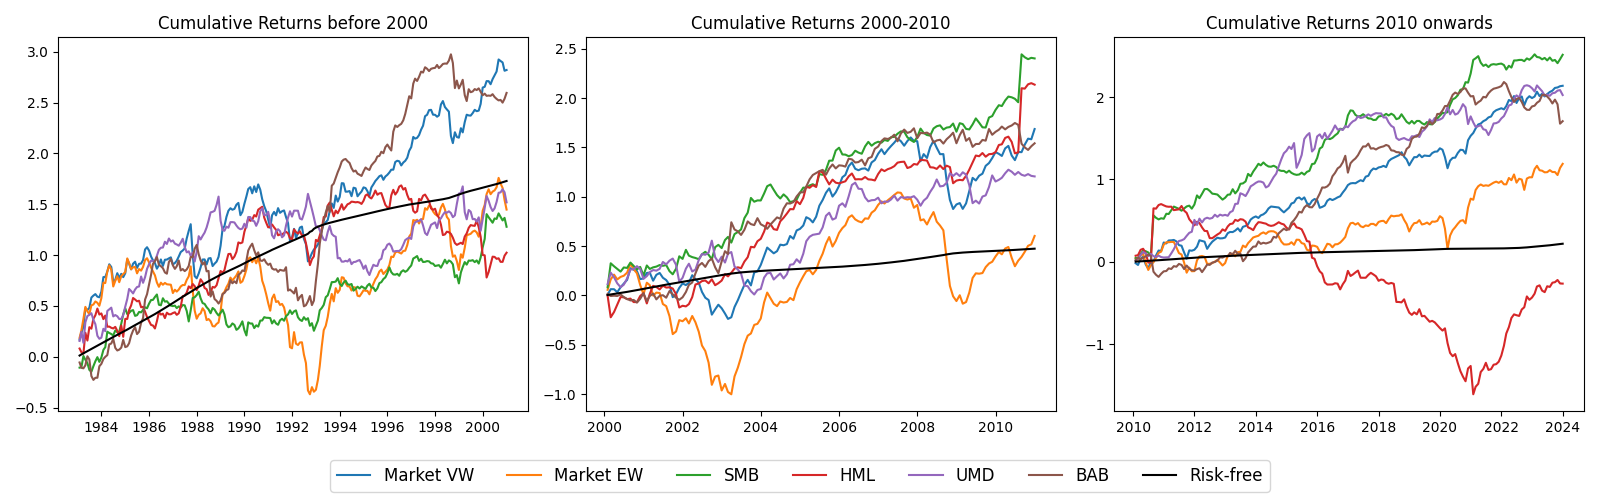 Cumulative Returns before 2000
3.0
2.5
2.0
1.5
1.0
0.5
0.0
−0.5
1984 1986 1988 1990 1992 1994 1996 1998 2000
Cumulative Returns 2000-2010
2.5
2.0
1.5
1.0
0.5
0.0
−0.5
−1.0
2000 2002 2004 2006 2008 2010
Cumulative Returns 2010 onwards
2
1
0
−1
2010 2012 2014 2016 2018 2020 2022 2024
Market VW Market EW SMB HML UMD BAB Risk-free